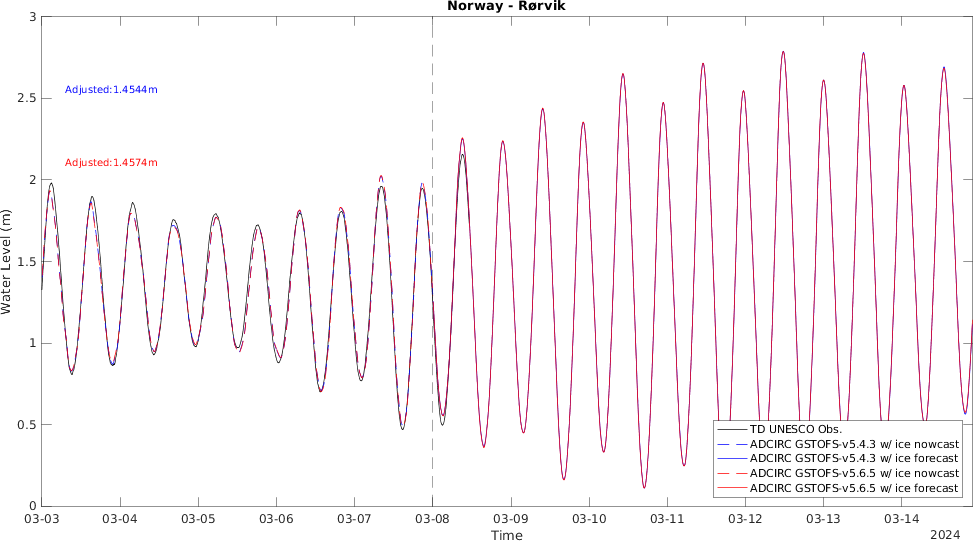 Norway - Rørvik
3
2.5
2
1.5
1
0.5
0
Water Level (m)
Adjusted:1.4544m
Adjusted:1.4574m
TD UNESCO Obs.
ADCIRC GSTOFS-v5.4.3 w/ ice nowcast
ADCIRC GSTOFS-v5.4.3 w/ ice forecast
ADCIRC GSTOFS-v5.6.5 w/ ice nowcast
ADCIRC GSTOFS-v5.6.5 w/ ice forecast
03-03 03-04 03-05 03-06 03-07 03-08 03-09 03-10 03-11 03-12 03-13 03-14
Time
2024